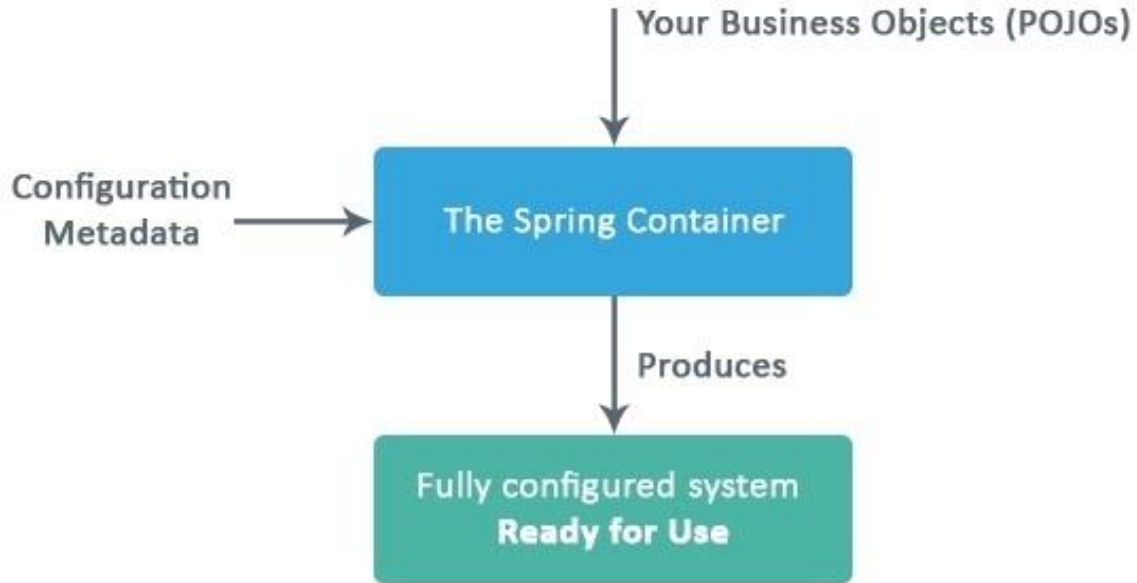 Your Business Objects (POJOs)
Configuration
Metadata
The Spring Container
Produces
Fully configured system
Ready for Use